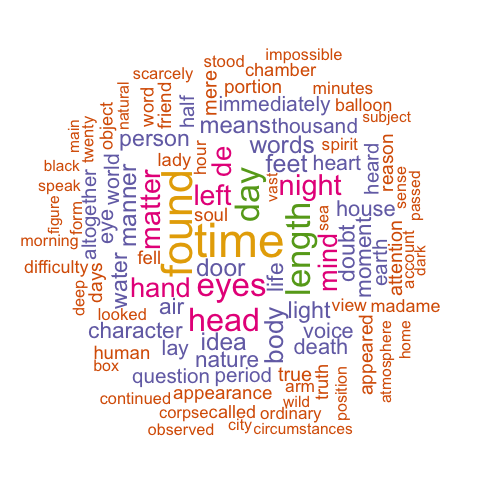 impossible
stood
chamber
scarcely
mere
portion
minutes
natural
word
friend
half
immediately
balloon
main
twenty
object
person
means
thousand
subject
black
lady
hour
de
words
spirit
reason
speak
altogether
world
manner
matter
found
left
day
feet
heart
heard
sense
passed
figure
form
eye
soul
vast
night
house
attention
account
morning
fell
time
length
sea
mind
doubt
moment
earth
dark
difficulty
days
water
door
life
deep
hand
eyes
view
madame
looked
air
head
body
light
appeared
atmosphere
home
character
idea
voice
human
lay
nature
death
box
question
period
true
truth
position
continued
appearance
arm
wild
corpse
called
ordinary
observed
city
circumstances